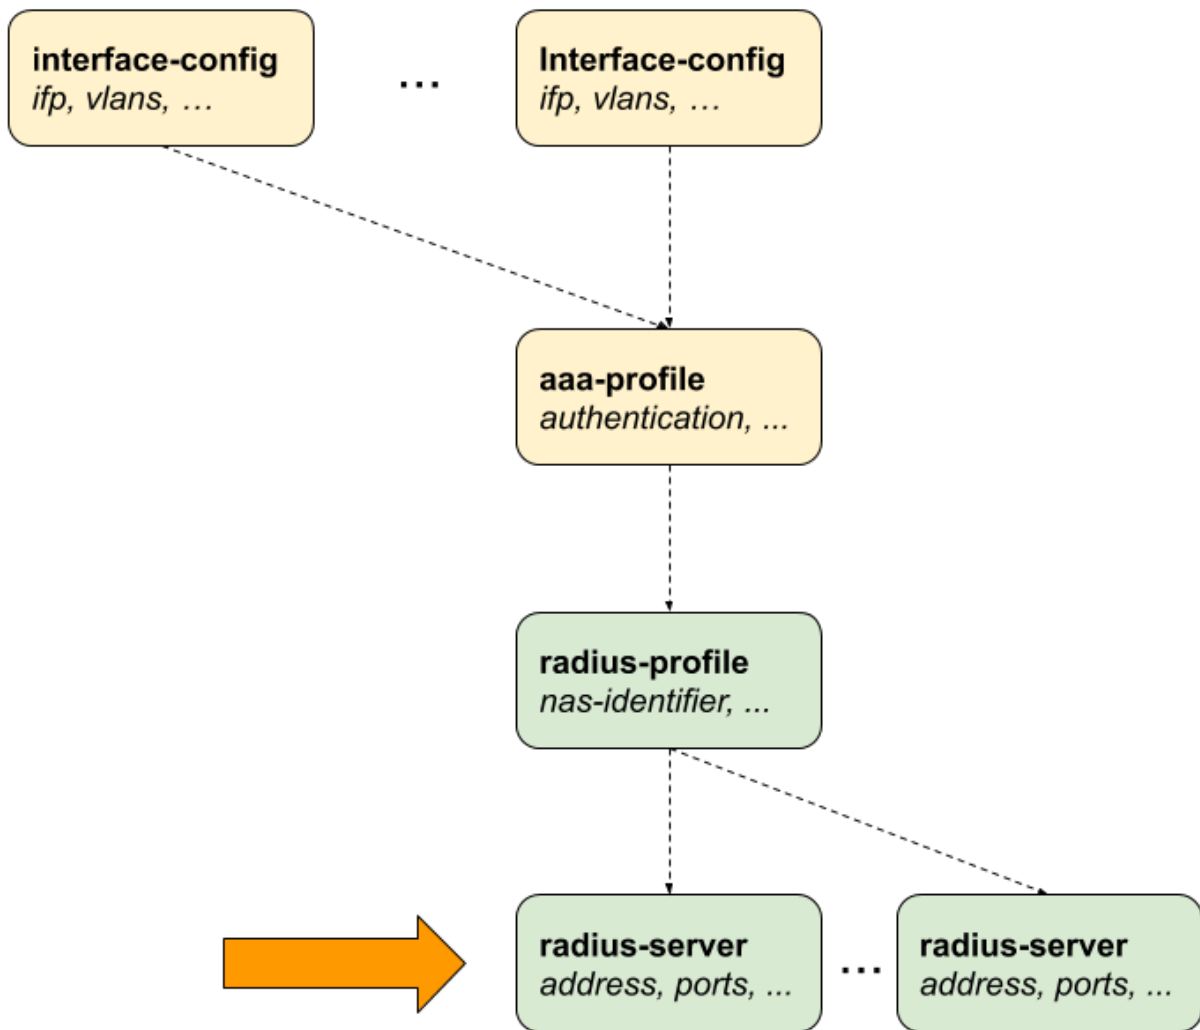 interface-config
ifp, vlans, …
...
Interface-config
ifp, vlans, …
aaa-profile
authentication, ...
radius-profile
nas-identifier, ...
radius-server
address, ports, ...
...
radius-server
address, ports, ...